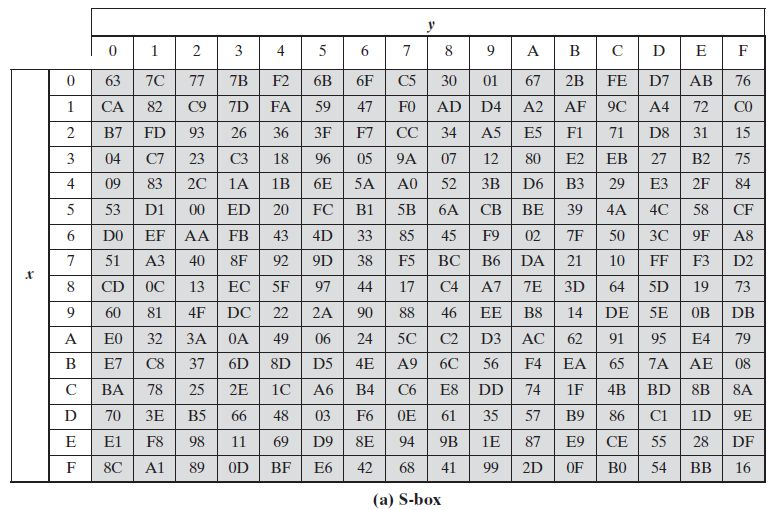 y
0 1 2 3 4 5 6 7 8 9 A B C D E F
0 63 7C 77 7B F2 6B 6F C5 30 01 67 2B FE D7 AB 76
1 CA 82 C9 7D FA 59 47 F0 AD D4 A2 AF 9C A4 72 C0
2 B7 FD 93 26 36 3F F7 CC 34 A5 E5 F1 71 D8 31 15
3 04 C7 23 C3 18 96 05 9A 07 12 80 E2 EB 27 B2 75
4 09 83 2C 1A 1B 6E 5A A0 52 3B D6 B3 29 E3 2F 84
5 53 D1 00 ED 20 FC B1 5B 6A CB BE 39 4A 4C 58 CF
6 D0 EF AA FB 43 4D 33 85 45 F9 02 7F 50 3C 9F A8
7 51 A3 40 8F 92 9D 38 F5 BC B6 DA 21 10 FF F3 D2
x
8 CD 0C 13 EC 5F 97 44 17 C4 A7 7E 3D 64 5D 19 73
9 60 81 4F DC 22 2A 90 88 46 EE B8 14 DE 5E 0B DB
A E0 32 3A 0A 49 06 24 5C C2 D3 AC 62 91 95 E4 79
B E7 C8 37 6D 8D D5 4E A9 6C 56 F4 EA 65 7A AE 08
C BA 78 25 2E 1C A6 B4 C6 E8 DD 74 1F 4B BD 8B 8A
D 70 3E B5 66 48 03 F6 0E 61 35 57 B9 86 C1 1D 9E
E E1 F8 98 11 69 D9 8E 94 9B 1E 87 E9 CE 55 28 DF
F 8C A1 89 0D BF E6 42 68 41 99 2D 0F B0 54 BB 16
(a) S-box